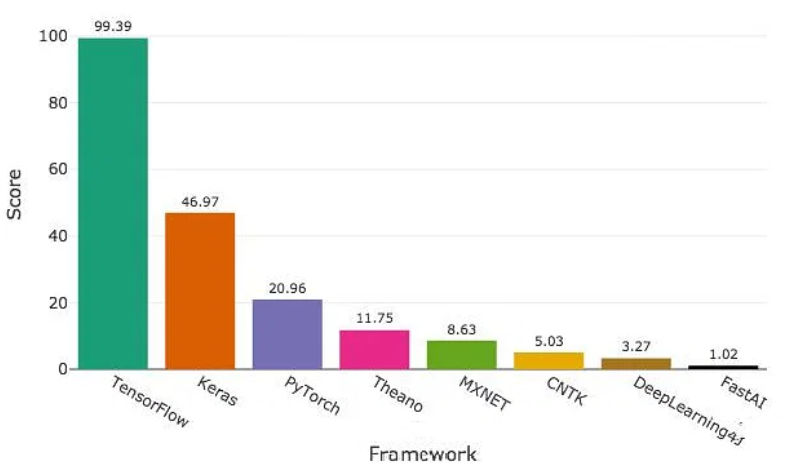 99.39
100
80
60
46.97
40
20.96
20
11.75
8.63
5.03
3.27
1.02
0
Score
TensorFlow
Keras
PyTorch
Theano
MXNET
CNTK
DeepLearning4J
FastAI
Framework